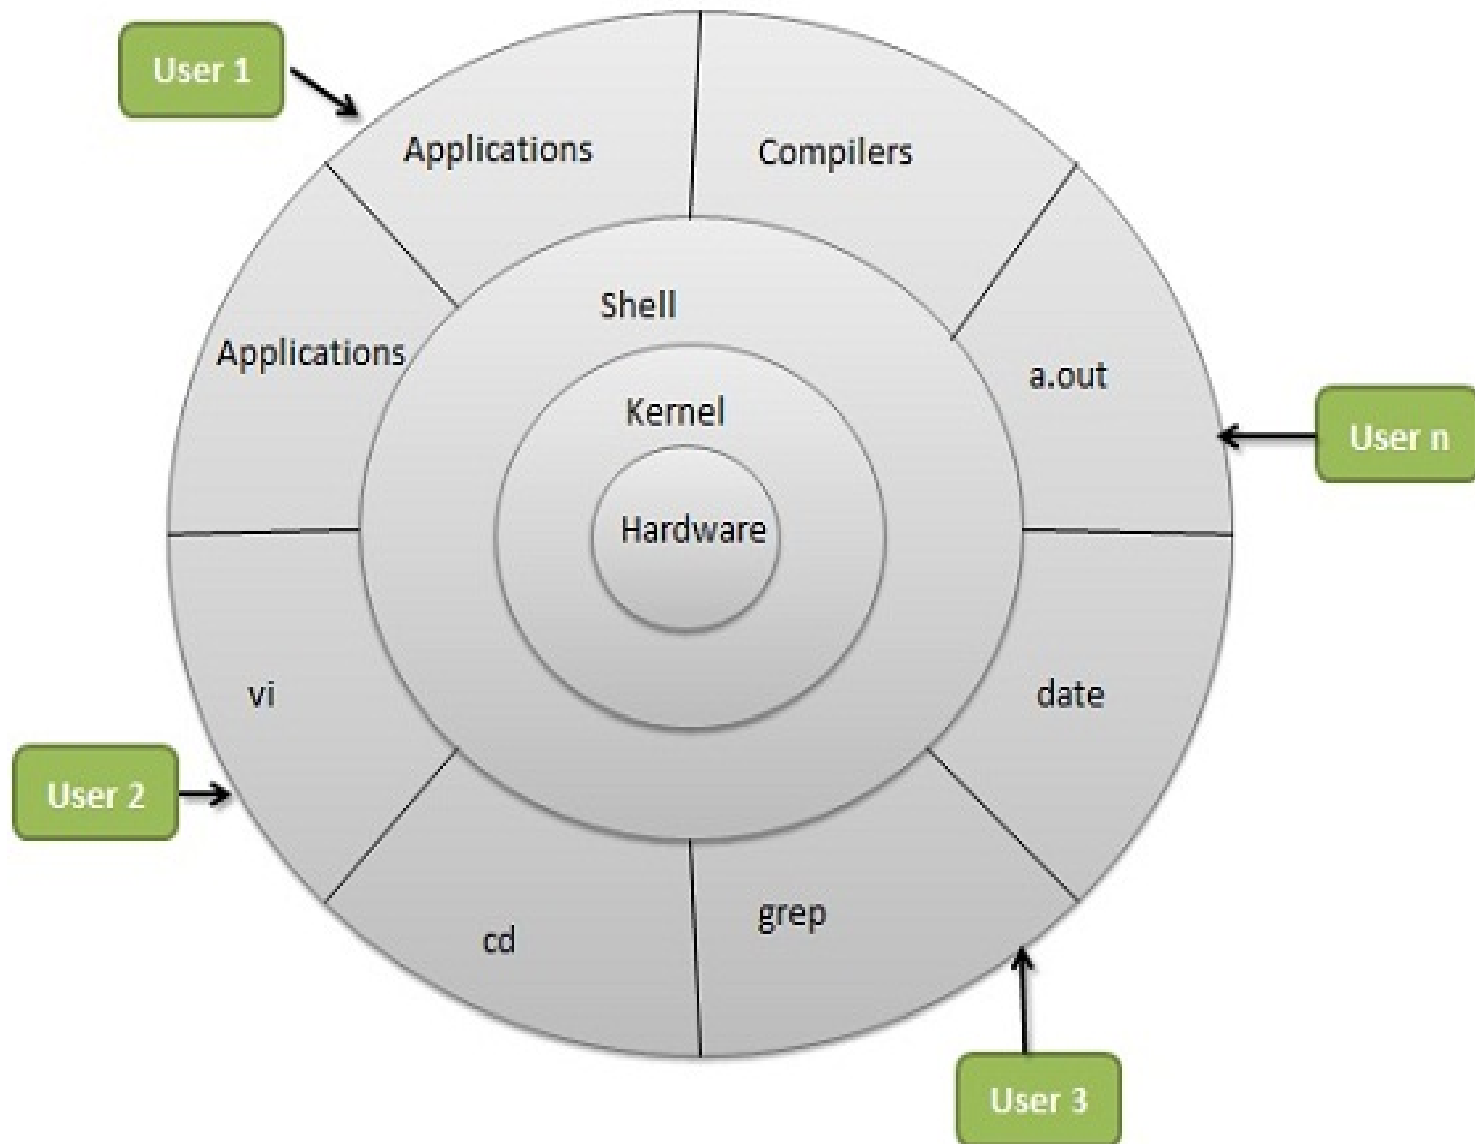 User 1
Applications
Compilers
Shell
Applications
a.out
Kernel
User n
Hardware
vi
date
User 2
grep
cd
User 3